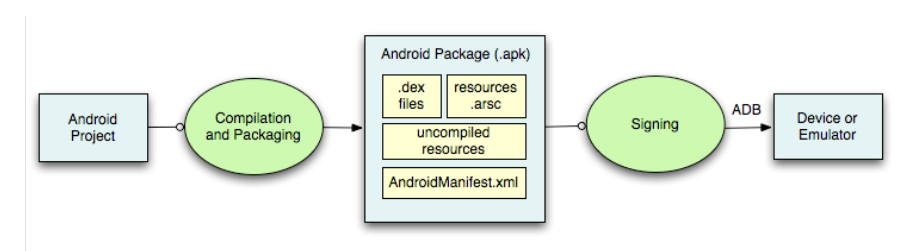 Android
Project
Compilation
and Packaging
Android Package (.apk)
.dex
files
resources
.arsc
uncompiled
resources
AndroidManifest.xml
Signing
ADB
Device or
Emulator